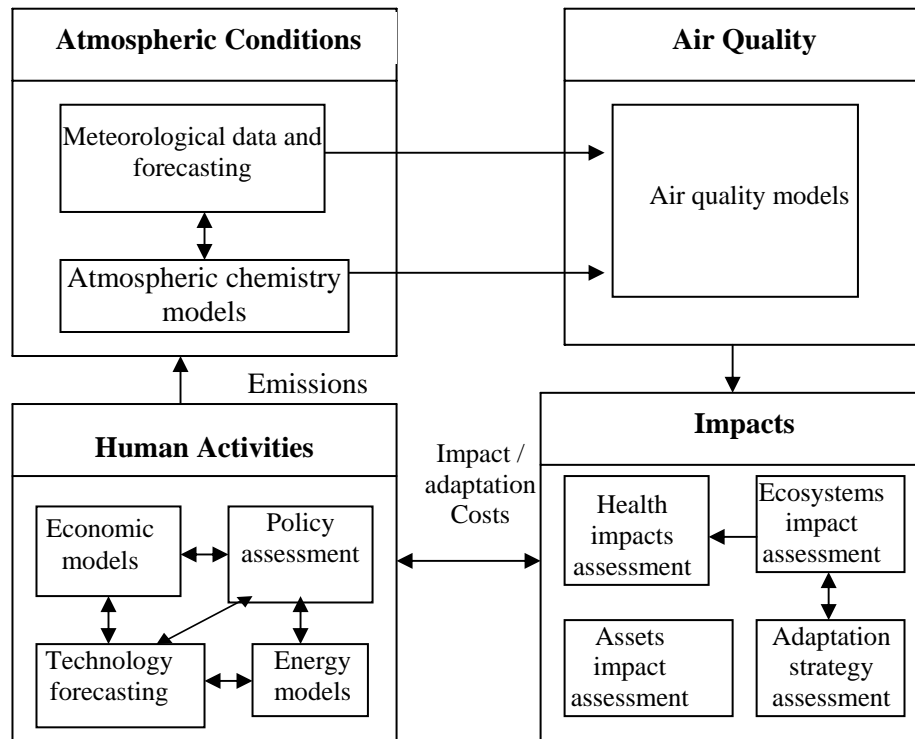 Atmospheric Conditions
Meteorological data and
forecasting
Atmospheric chemistry
models
Air Quality
Air quality models
Emissions
Human Activities
Economic
models
Policy
assessment
Technology
forecasting
Energy
models
Impact /
adaptation
Costs
Impacts
Health
impacts
assessment
Ecosystems
impact
assessment
Assets
impact
assessment
Adaptation
strategy
assessment